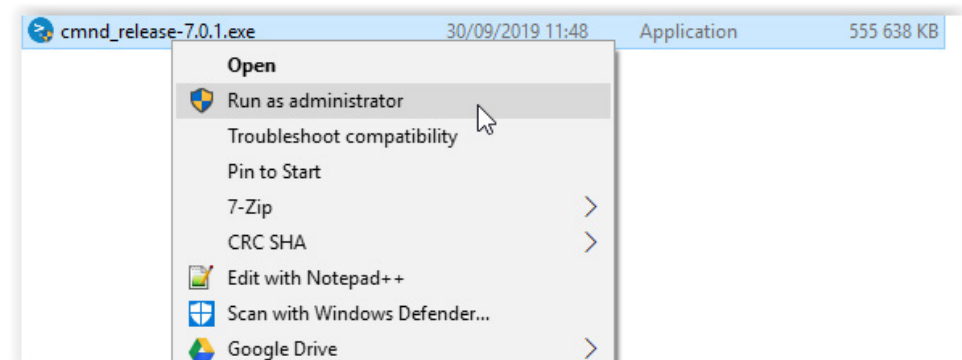 cmnd_release-7.0.1.exe 30/09/2019 11:48 Application 555 638 KB
Open
Run as administrator
Troubleshoot compatibility
Pin to Start
7-Zip
CRC SHA
Edit with Notepad++
Scan with Windows Defender...
Google Drive